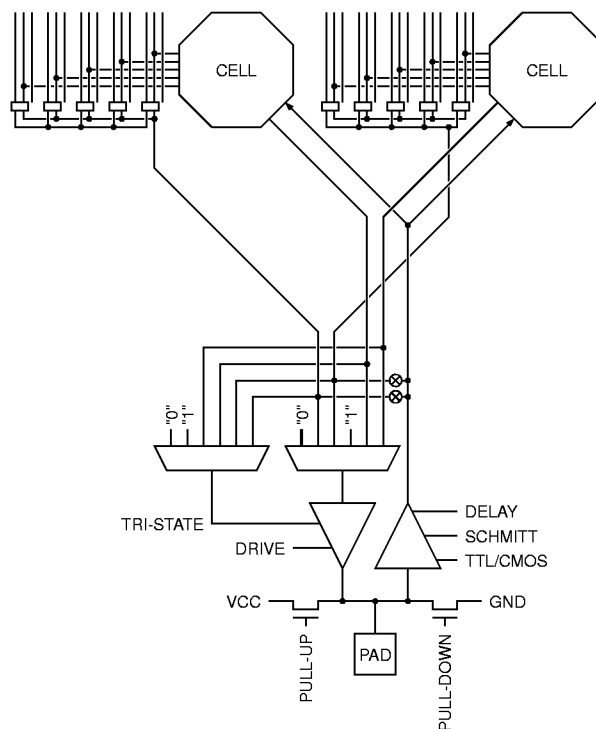 CELL
CELL
"0"
"1"
"0"
"1"
TRI-STATE
DRIVE
DELAY
SCHMITT
TTL/CMOS
VCC
GND
PULL-UP
PAD
PULL-DOWN